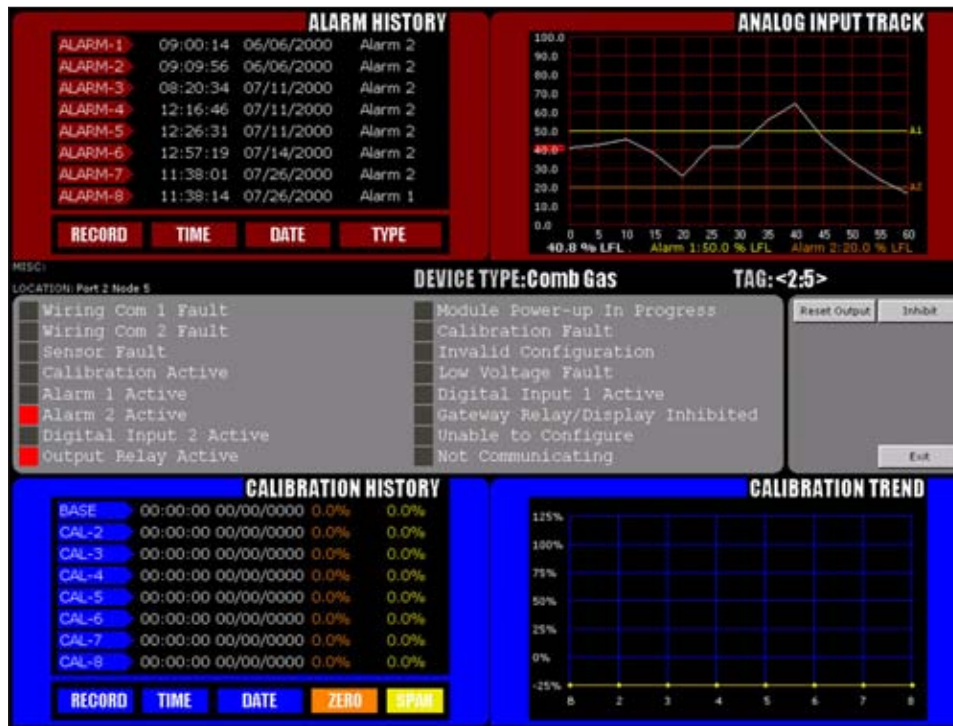 ALARM HISTORY
ALARM-1 09:00:14 06/06/2000 Alarm 2
ALARM-2 09:09:56 06/06/2000 Alarm 2
ALARM-3 08:20:34 07/11/2000 Alarm 2
ALARM-4 12:16:46 07/11/2000 Alarm 2
ALARM-5 12:26:31 07/11/2000 Alarm 2
ALARM-6 12:57:19 07/14/2000 Alarm 2
ALARM-7 11:38:01 07/26/2000 Alarm 2
ALARM-8 11:38:14 07/26/2000 Alarm 1
RECORD TIME DATE TYPE
ANALOG INPUT TRACK
100.0
90.0
80.0
70.0
60.0
50.0 A1
40.0
30.0
20.0 A2
10.0
0.0
0 5 10 15 20 25 30 35 40 45 50 55 60
40.8 % LFL Alarm 1:50.0 % LFL Alarm 2:20.0 % LFL
MISC:
LOCATION: Port 2 Node 5
DEVICE TYPE:Comb Gas TAG:<2:5>
Wiring Com 1 Fault
Wiring Com 2 Fault
Sensor Fault
Calibration Active
Alarm 1 Active
Alarm 2 Active
Digital Input 2 Active
Output Relay Active
Module Power-up In Progress
Calibration Fault
Invalid Configuration
Low Voltage Fault
Digital Input 1 Active
Gateway Relay/Display Inhibited
Unable to Configure
Not Communicating
Reset Output Inhibit
Exit
CALIBRATION HISTORY
BASE 00:00:00 00/00/0000 0.0% 0.0%
CAL-2 00:00:00 00/00/0000 0.0% 0.0%
CAL-3 00:00:00 00/00/0000 0.0% 0.0%
CAL-4 00:00:00 00/00/0000 0.0% 0.0%
CAL-5 00:00:00 00/00/0000 0.0% 0.0%
CAL-6 00:00:00 00/00/0000 0.0% 0.0%
CAL-7 00:00:00 00/00/0000 0.0% 0.0%
CAL-8 00:00:00 00/00/0000 0.0% 0.0%
RECORD TIME DATE ZERO SPAN
CALIBRATION TREND
125%
100%
75%
50%
25%
0%
-25%
B 2 3 4 5 6 7 8